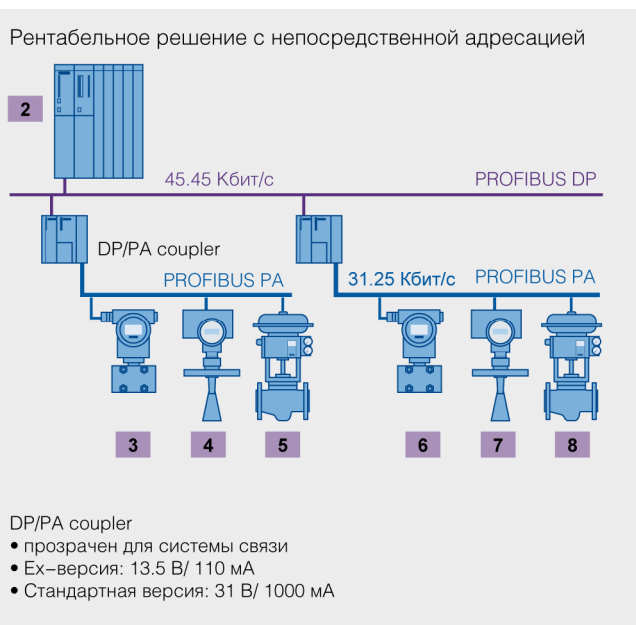 Рентабельное решение с непосредственной адресацией
2
45.45 Кбит/с
PROFIBUS DP
DP/PA coupler
PROFIBUS PA
31.25 Кбит/с
PROFIBUS PA
3
4
5
6
7
8
DP/PA coupler
• прозрачен для системы связи
• Ex–версия: 13.5 В/ 110 мА
• Стандартная версия: 31 В/ 1000 мА